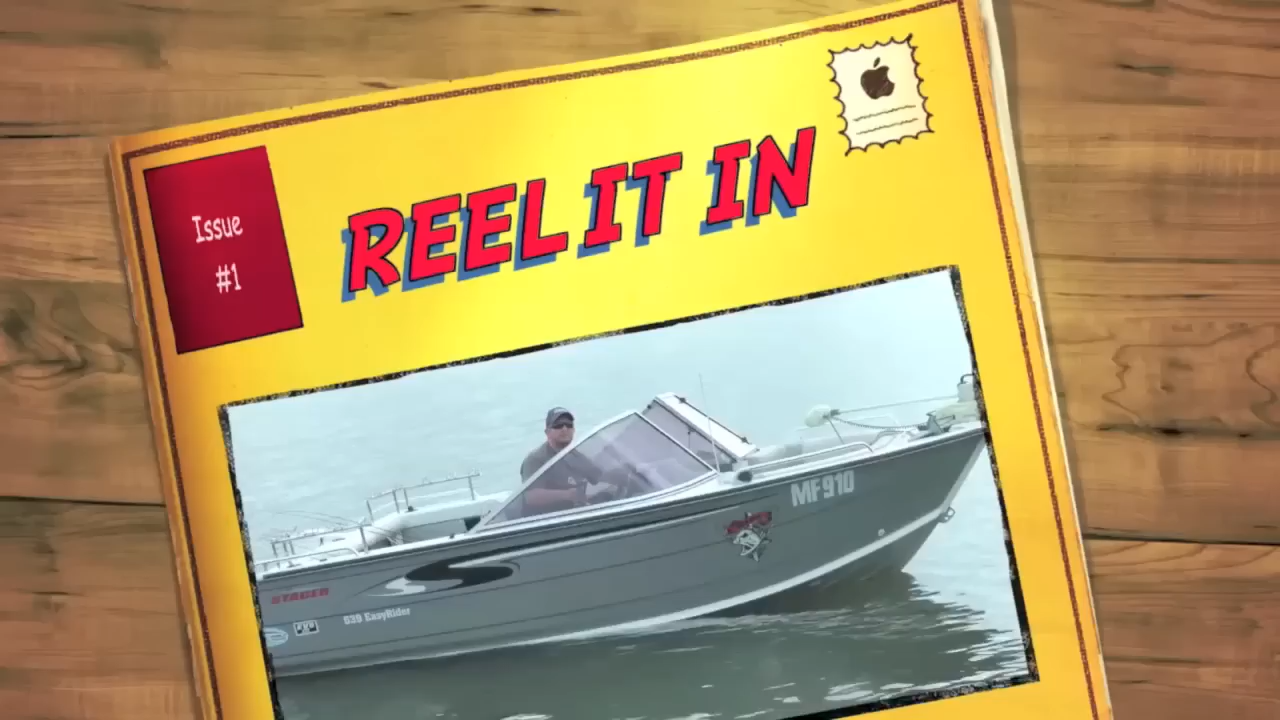 Issue
#1
REEL IT IN
MF910
STACER
539 EasyRider